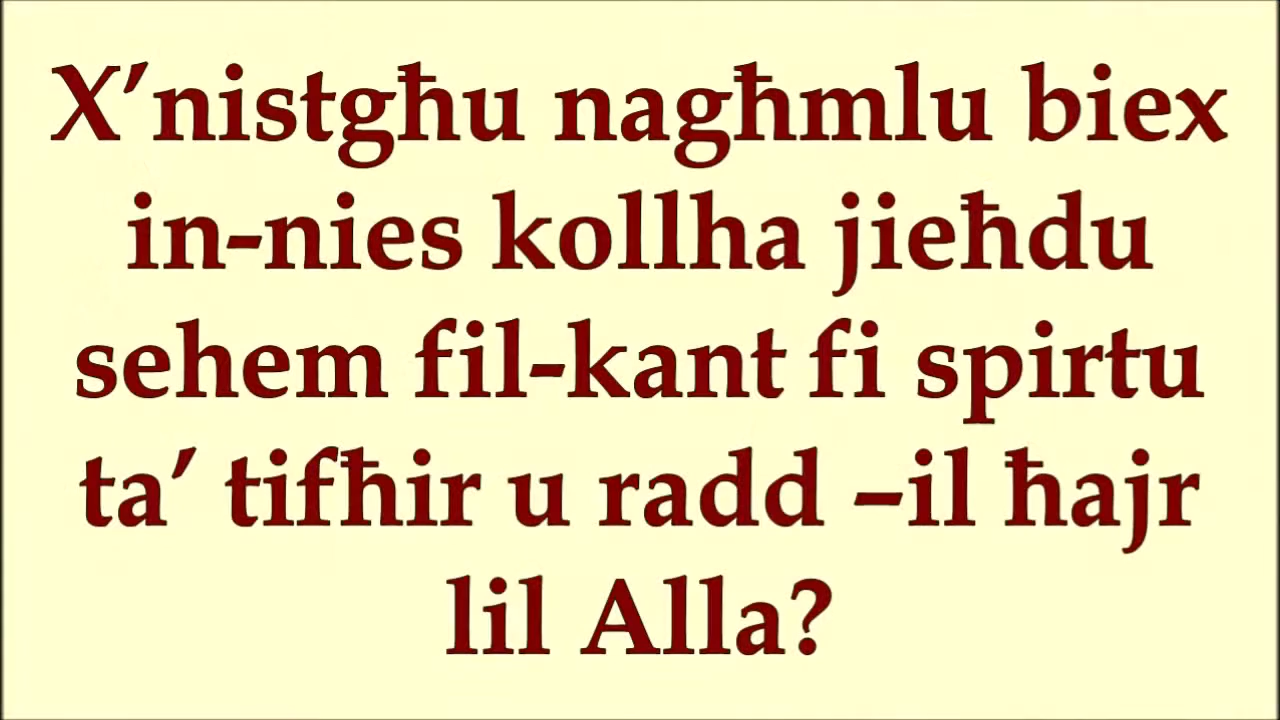 X’nistgħu nagħmlu biex
in-nies kollha jieħdu
sehem fil-kant fi spirtu
ta’ tifħir u radd –il ħajr
lil Alla?